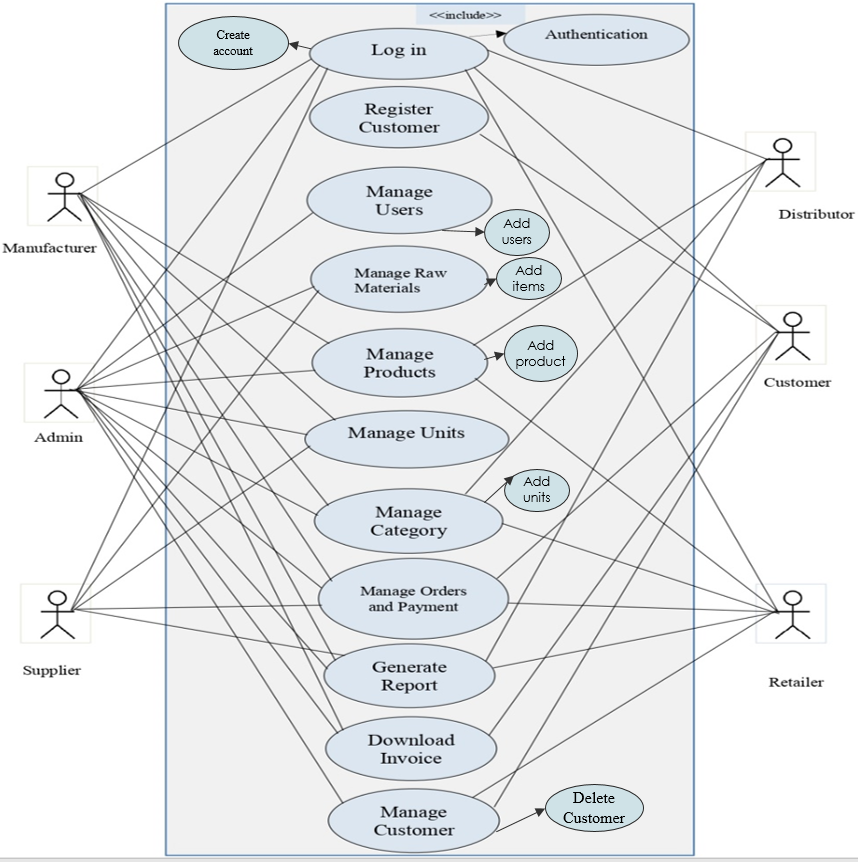 <<include>>
Create
account
Log in
Authentication
Register
Customer
Manage
Users
Add
users
Manufacturer
Distributor
Manage Raw
Materials
Add
items
Manage
Products
Add
product
Customer
Admin
Manage Units
Manage
Category
Add
units
Manage Orders
and Payment
Supplier
Generate
Report
Retailer
Download
Invoice
Manage
Customer
Delete
Customer